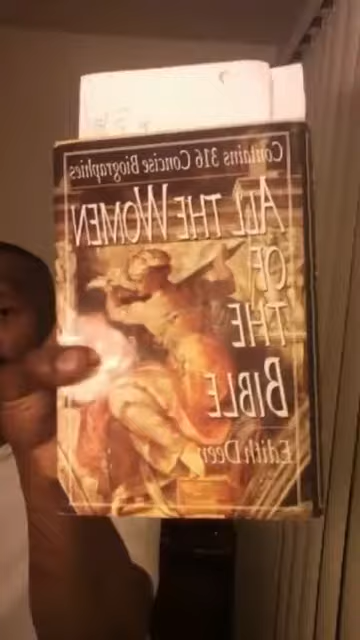 Contains 316 Concise Biographies
ALL THE WOMEN
OF
THE
BIBLE
Edith Deen